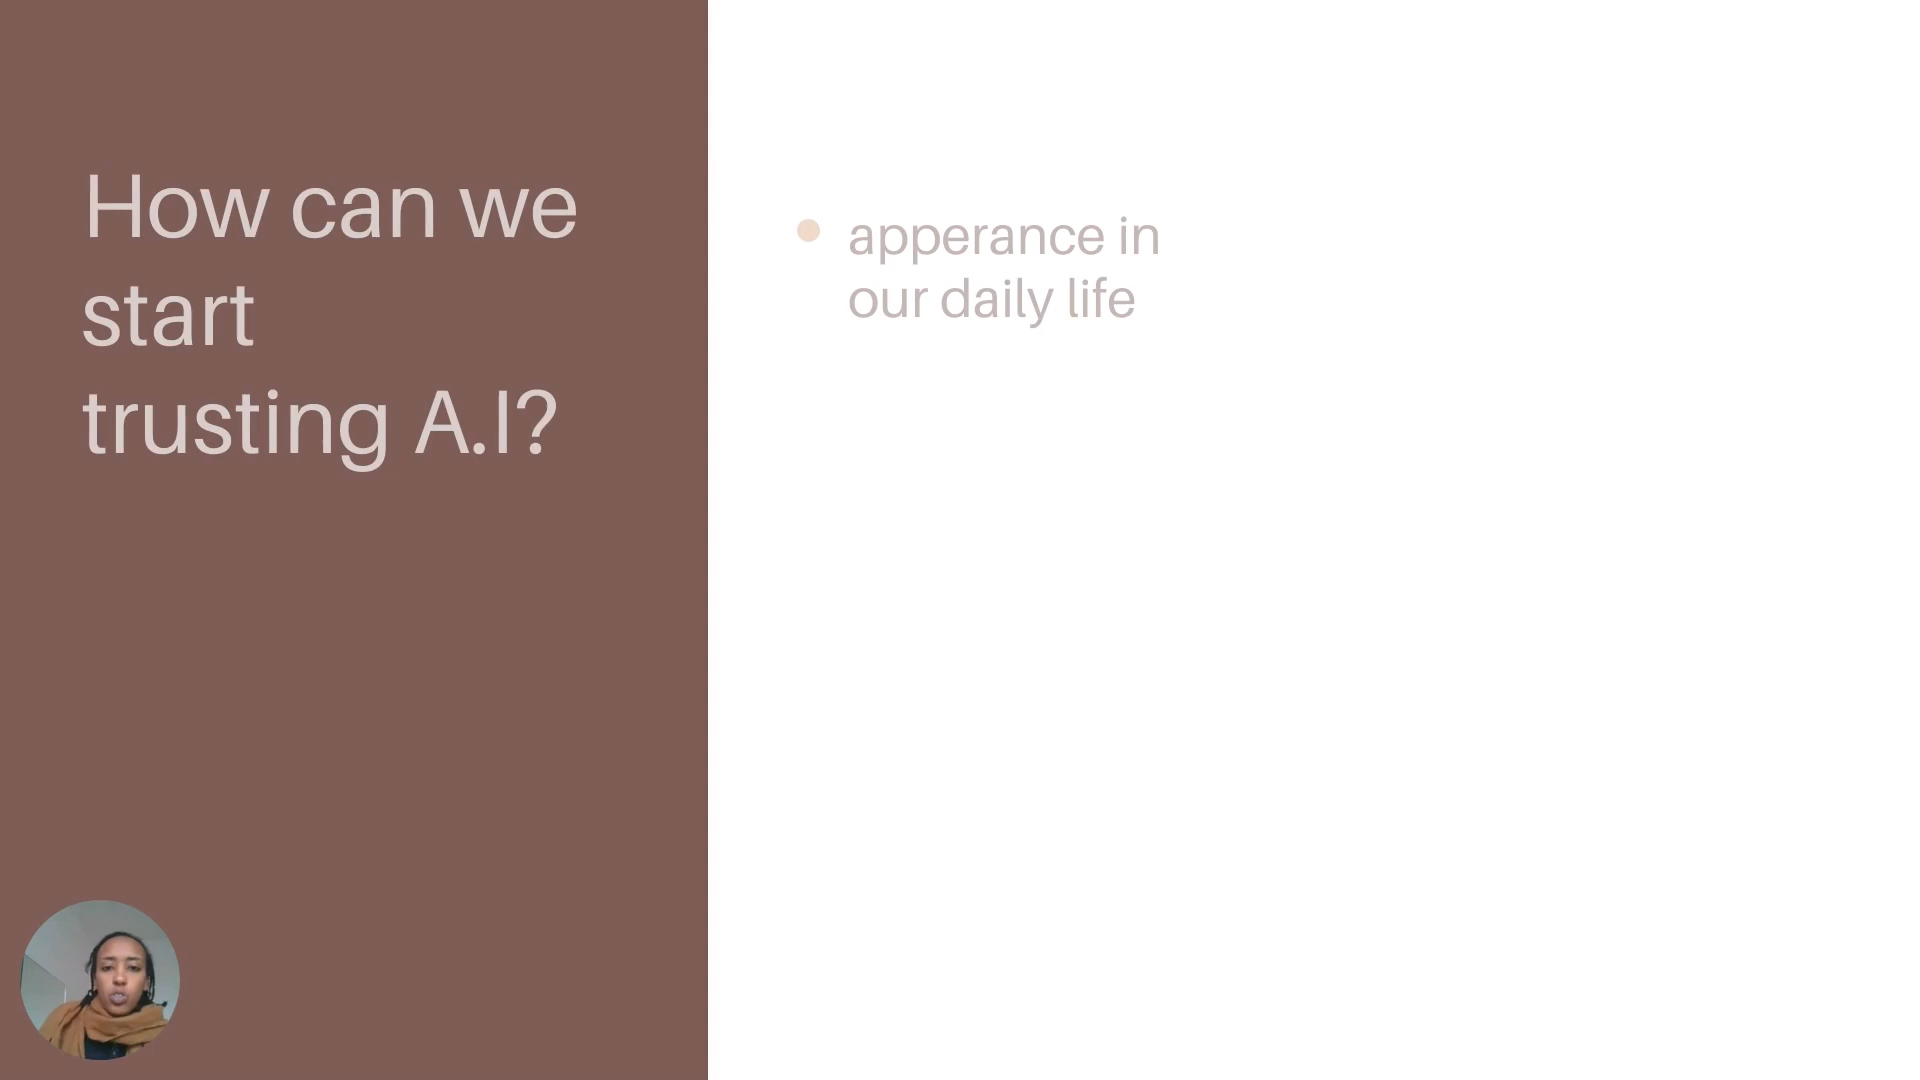 How can we
start
trusting A.I?
apperance in
our daily life